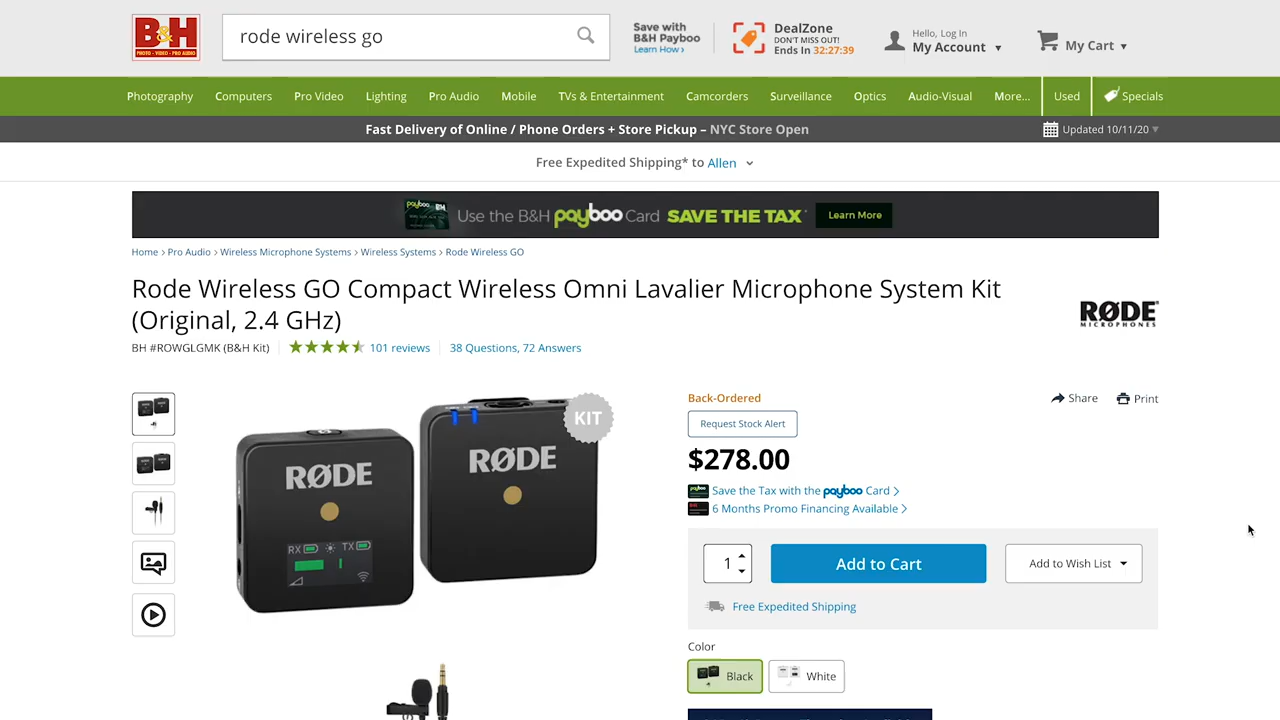 B&H
PHOTO - VIDEO - PRO AUDIO
rode wireless go
Save with
B&H Payboo
Learn How ›
DealZone
DON'T MISS OUT!
Ends In 32:27:39
Hello, Log In
My Account ▼
My Cart ▼
Photography Computers Pro Video Lighting Pro Audio Mobile TVs & Entertainment Camcorders Surveillance Optics Audio-Visual More... Used Specials
Fast Delivery of Online / Phone Orders + Store Pickup – NYC Store Open
Updated 10/11/20 ▼
Free Expedited Shipping* to Allen
payboo B&H
Use the B&H payboo Card SAVE THE TAX*
Learn More
Home › Pro Audio › Wireless Microphone Systems › Wireless Systems › Rode Wireless GO
Rode Wireless GO Compact Wireless Omni Lavalier Microphone System Kit
(Original, 2.4 GHz)
RØDE
MICROPHONES
BH #ROWGLGMK (B&H Kit)
101 reviews
38 Questions, 72 Answers
KIT
RØDE
RX TX
RØDE
Back-Ordered
Share
Print
Request Stock Alert
$278.00
Save the Tax with the payboo Card ›
6 Months Promo Financing Available ›
1
Add to Cart
Add to Wish List ▼
Free Expedited Shipping
Color
Black
White